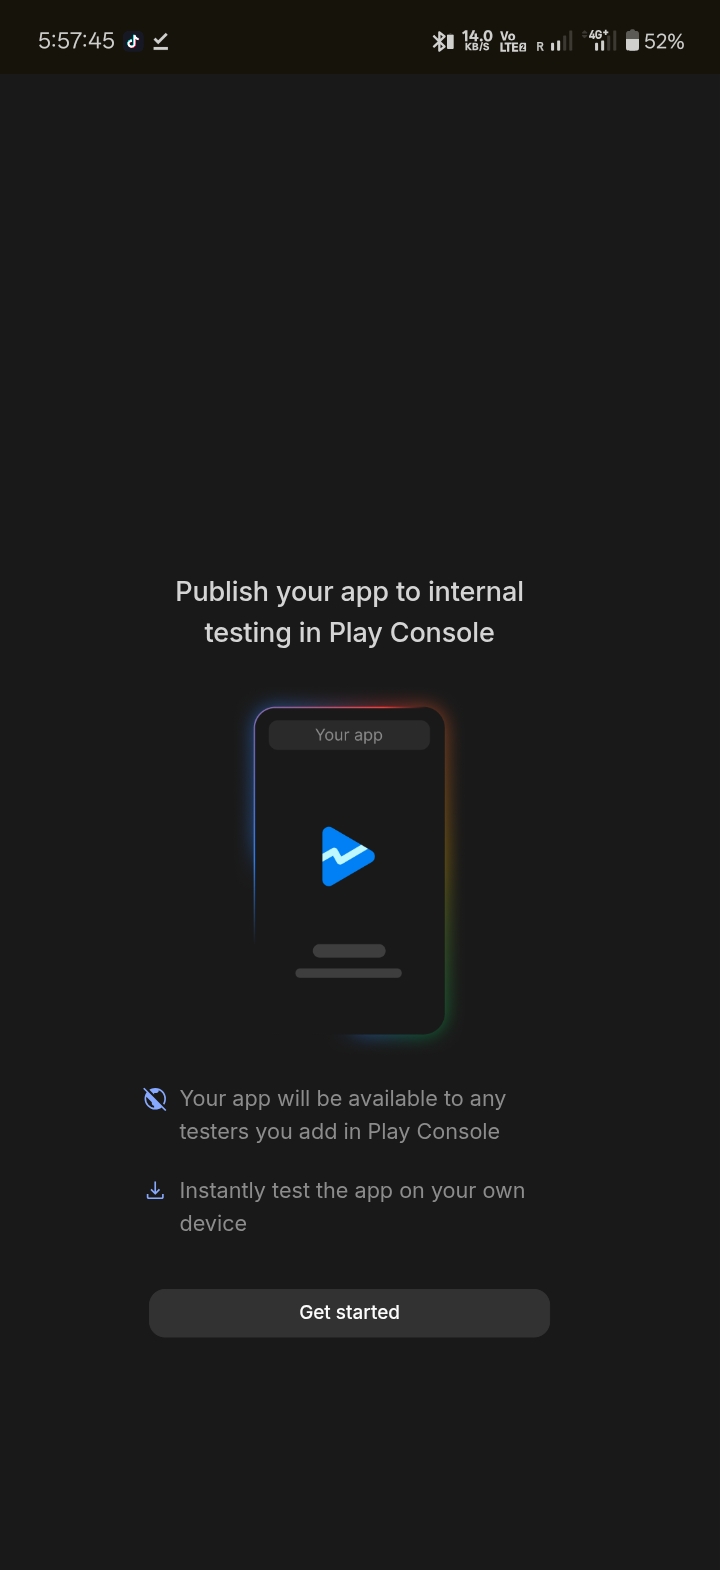 5:57:45 14.0 KB/S Vo LTE2 R 4G+ 52%
Publish your app to internal
testing in Play Console
Your app
Your app will be available to any
testers you add in Play Console
Instantly test the app on your own
device
Get started